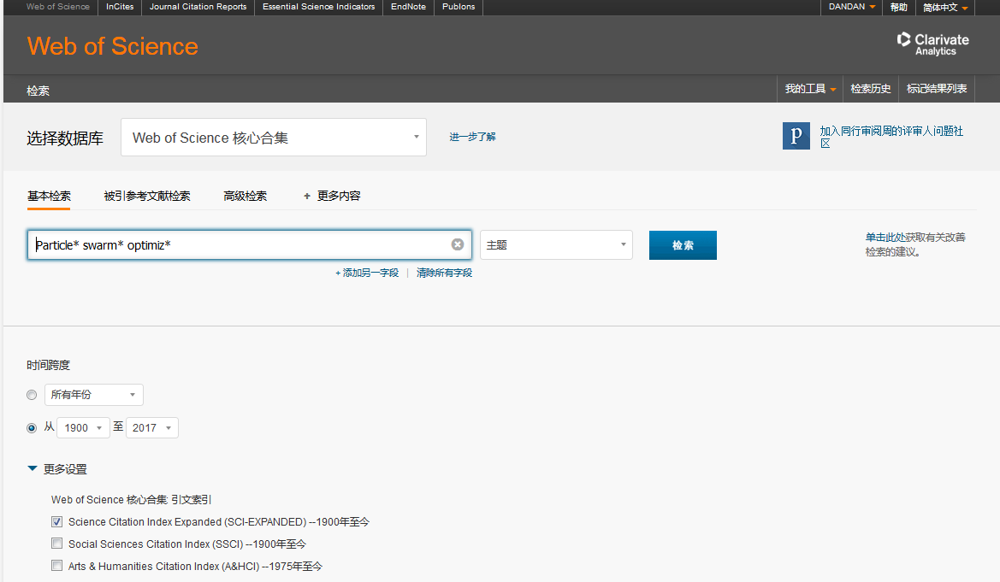 Web of Science InCites Journal Citation Reports Essential Science Indicators EndNote Publons DANDAN 帮助 简体中文
Web of Science
Clarivate
Analytics
检索 我的工具 检索历史 标记结果列表
选择数据库 Web of Science 核心合集 进一步了解
p 加入同行审阅周的评审人问题社
区
基本检索 被引参考文献检索 高级检索 + 更多内容
Particle* swarm* optimiz* 主题 检索
单击此处获取有关改善
检索的建议。
+ 添加另一字段 | 清除所有字段
时间跨度
所有年份
从 1900 至 2017
更多设置
Web of Science 核心合集: 引文索引
Science Citation Index Expanded (SCI-EXPANDED) --1900年至今
Social Sciences Citation Index (SSCI) --1900年至今
Arts & Humanities Citation Index (A&HCI) --1975年至今